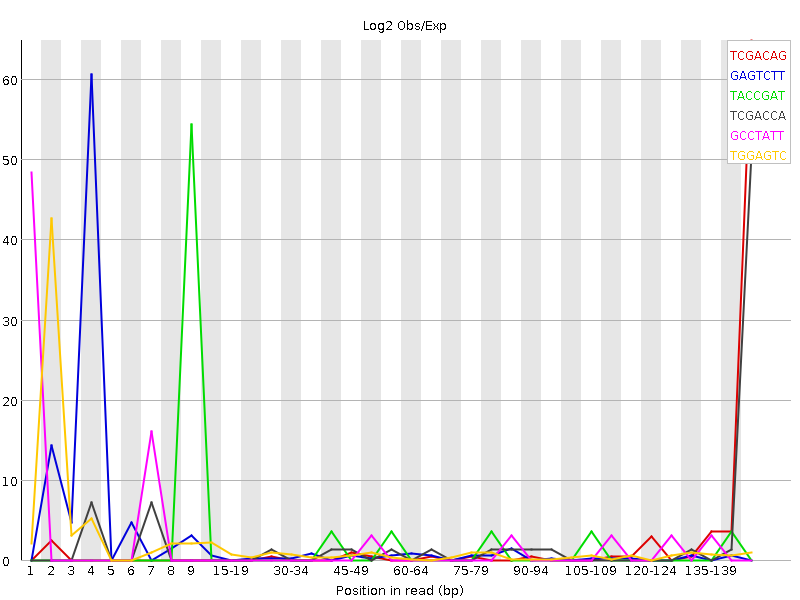 Log2 Obs/Exp
60
50
40
30
20
10
0
TCGACAG
GAGTCTT
TACCGAT
TCGACCA
GCCTATT
TGGAGTC
1 2 3 4 5 6 7 8 9 15-19 30-34 45-49 60-64 75-79 90-94 105-109 120-124 135-139
Position in read (bp)